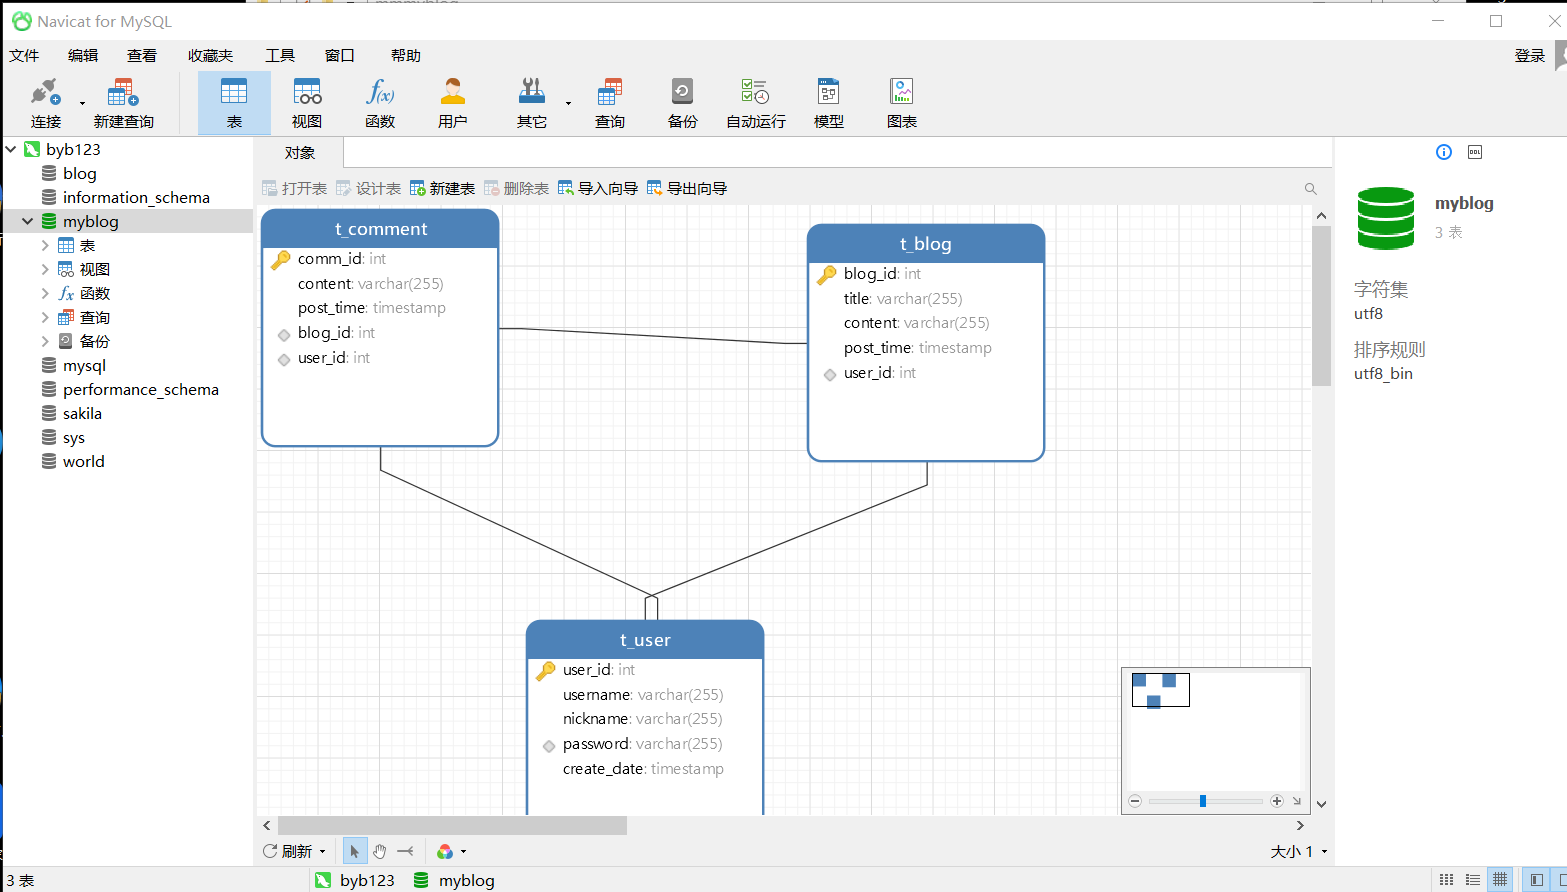 mmmyblog
Navicat for MySQL
文件 编辑 查看 收藏夹 工具 窗口 帮助 登录
连接 新建查询 表 视图 函数 用户 其它 查询 备份 自动运行 模型 图表
byb123
blog
information_schema
myblog
表
视图
函数
查询
备份
mysql
performance_schema
sakila
sys
world
对象
打开表 设计表 新建表 删除表 导入向导 导出向导
t_comment
comm_id: int
content: varchar(255)
post_time: timestamp
blog_id: int
user_id: int
t_blog
blog_id: int
title: varchar(255)
content: varchar(255)
post_time: timestamp
user_id: int
t_user
user_id: int
username: varchar(255)
nickname: varchar(255)
password: varchar(255)
create_date: timestamp
刷新 大小 1
DDL
myblog
3 表
字符集
utf8
排序规则
utf8_bin
3 表 byb123 myblog